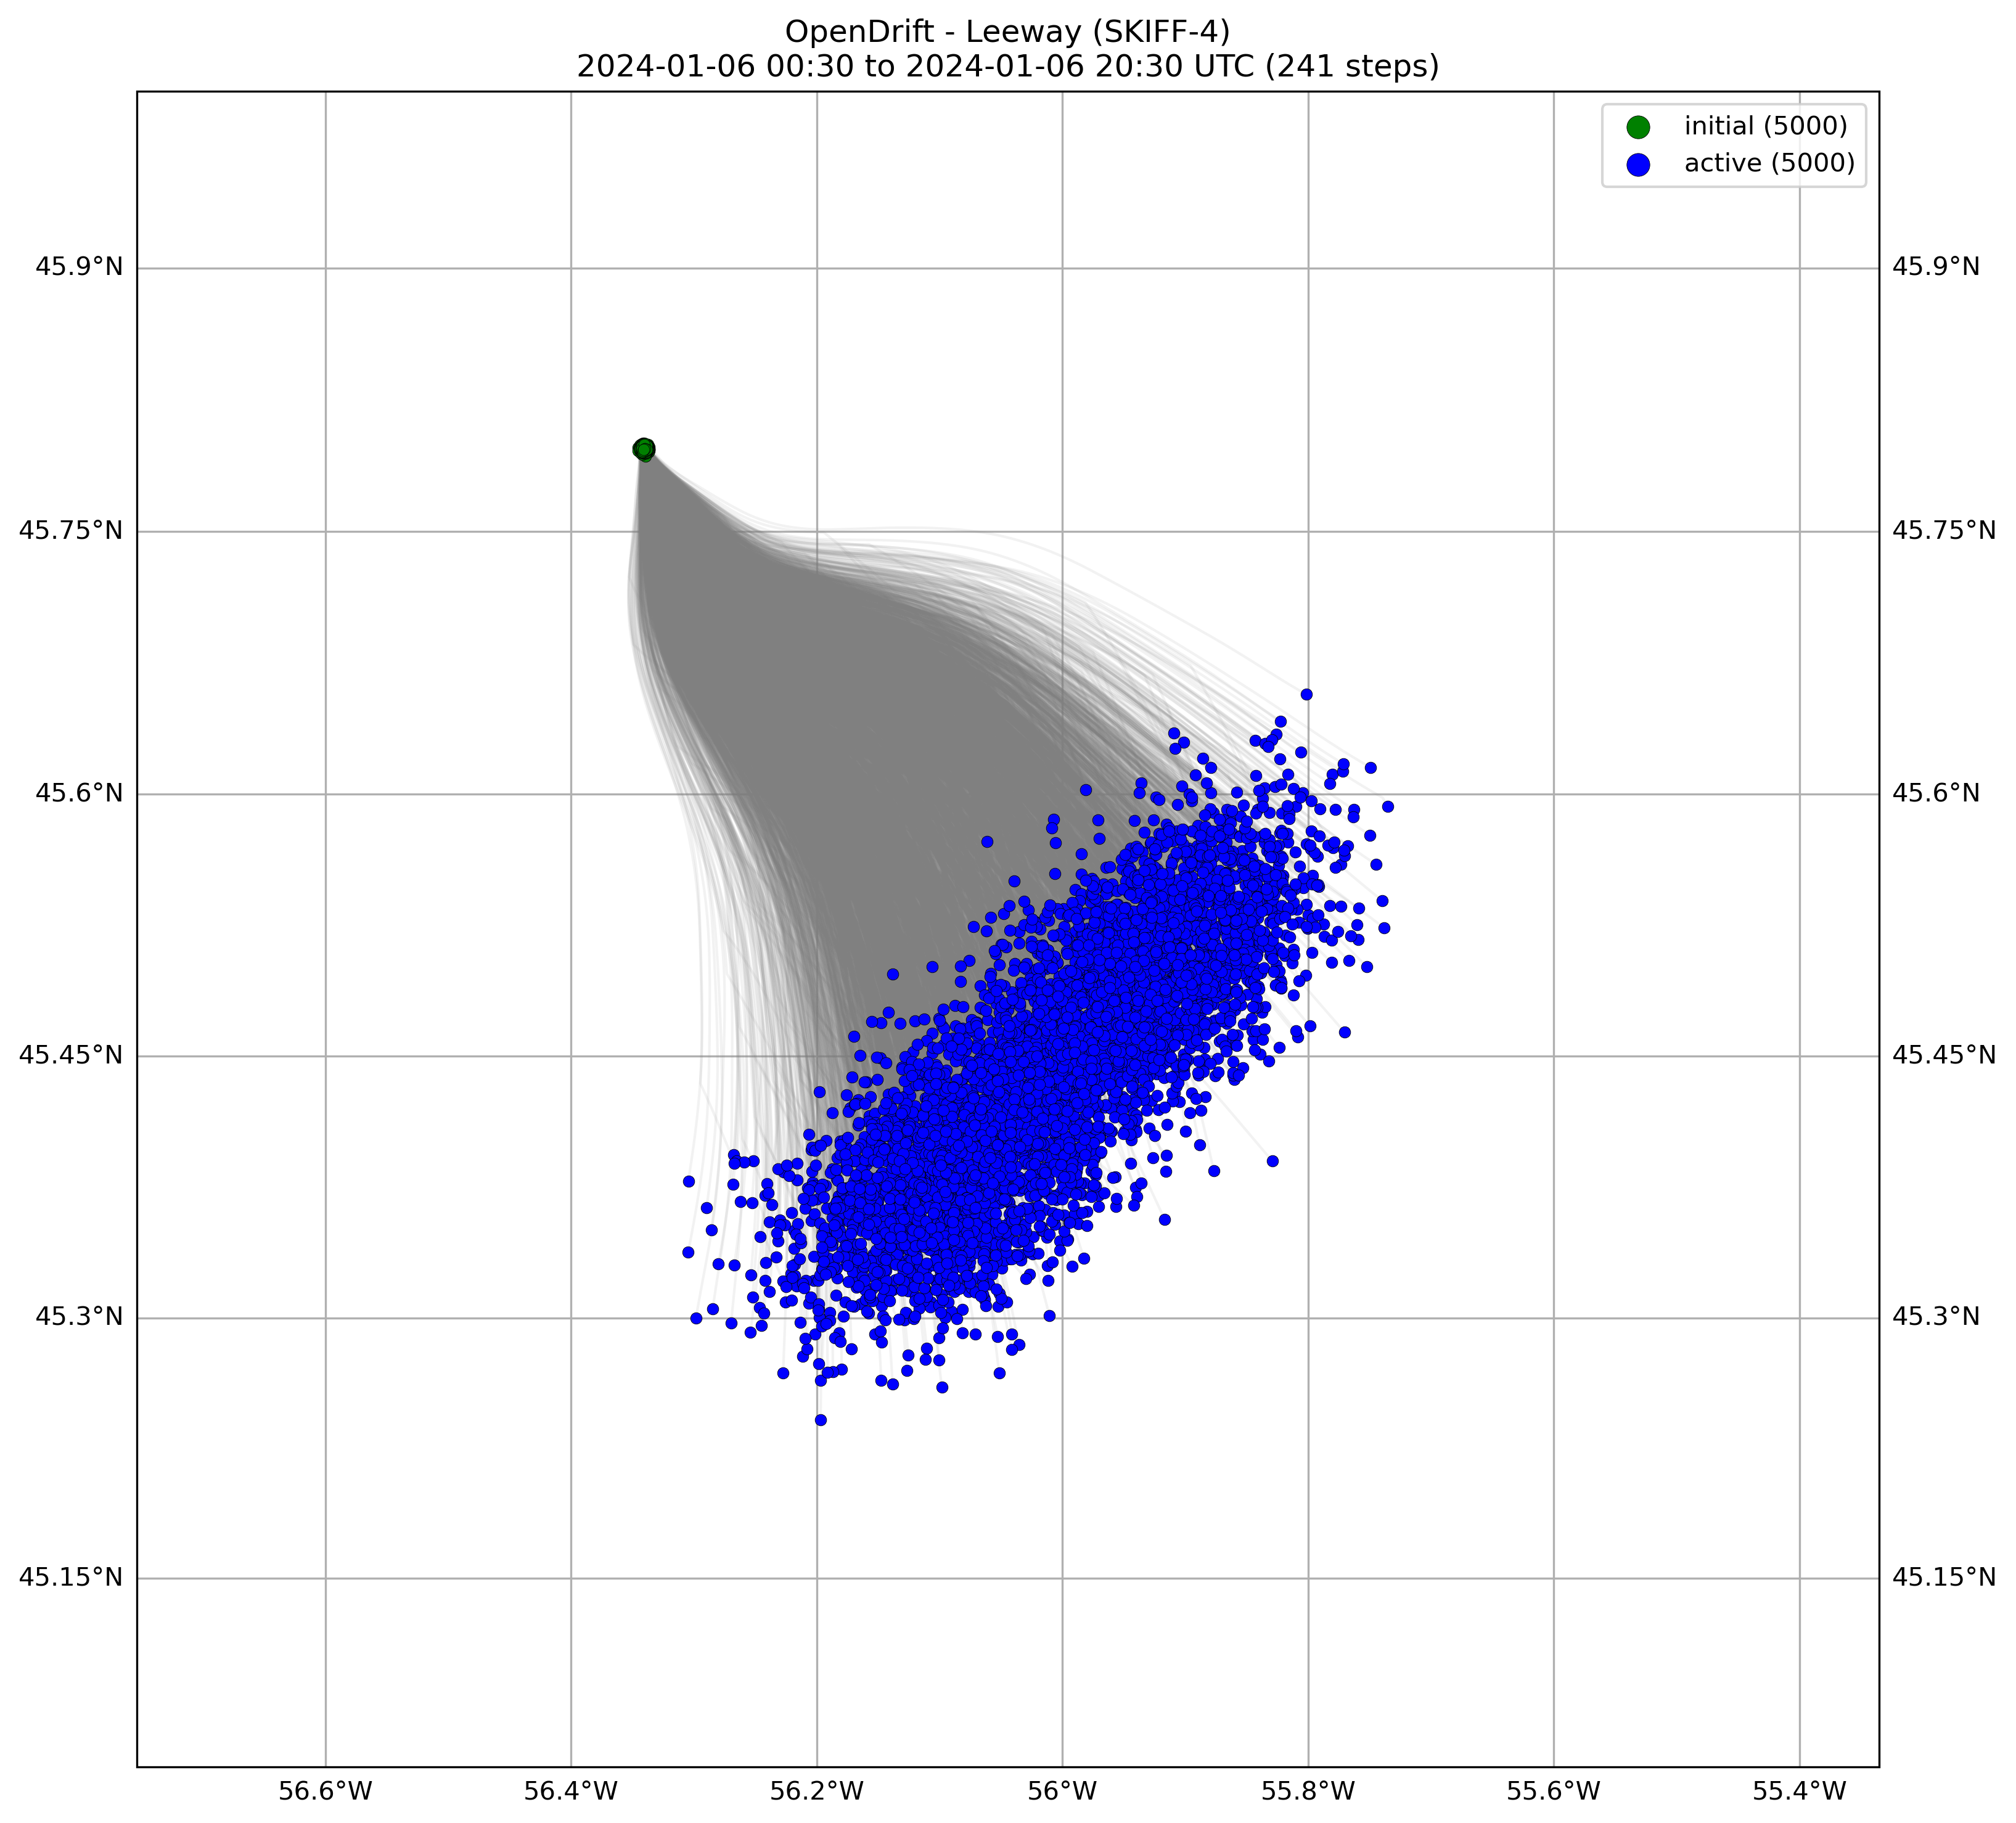 OpenDrift - Leeway (SKIFF-4)
2024-01-06 00:30 to 2024-01-06 20:30 UTC (241 steps)
initial (5000)
active (5000)
45.9°N 45.9°N
45.75°N 45.75°N
45.6°N 45.6°N
45.45°N 45.45°N
45.3°N 45.3°N
45.15°N 45.15°N
56.6°W 56.4°W 56.2°W 56°W 55.8°W 55.6°W 55.4°W